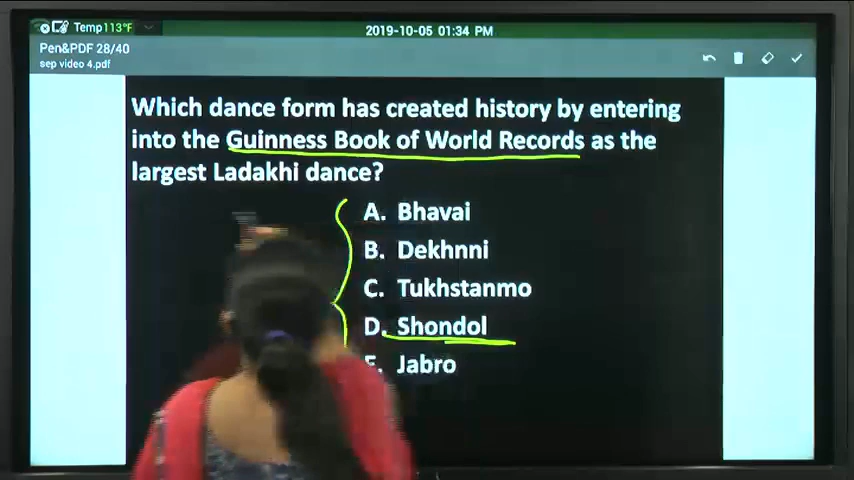 Temp113°F
2019-10-05 01:34 PM
Pen&PDF 28/40
sep video 4.pdf
Which dance form has created history by entering
into the Guinness Book of World Records as the
largest Ladakhi dance?
A. Bhavai
B. Dekhnni
C. Tukhstanmo
D. Shondol
E. Jabro